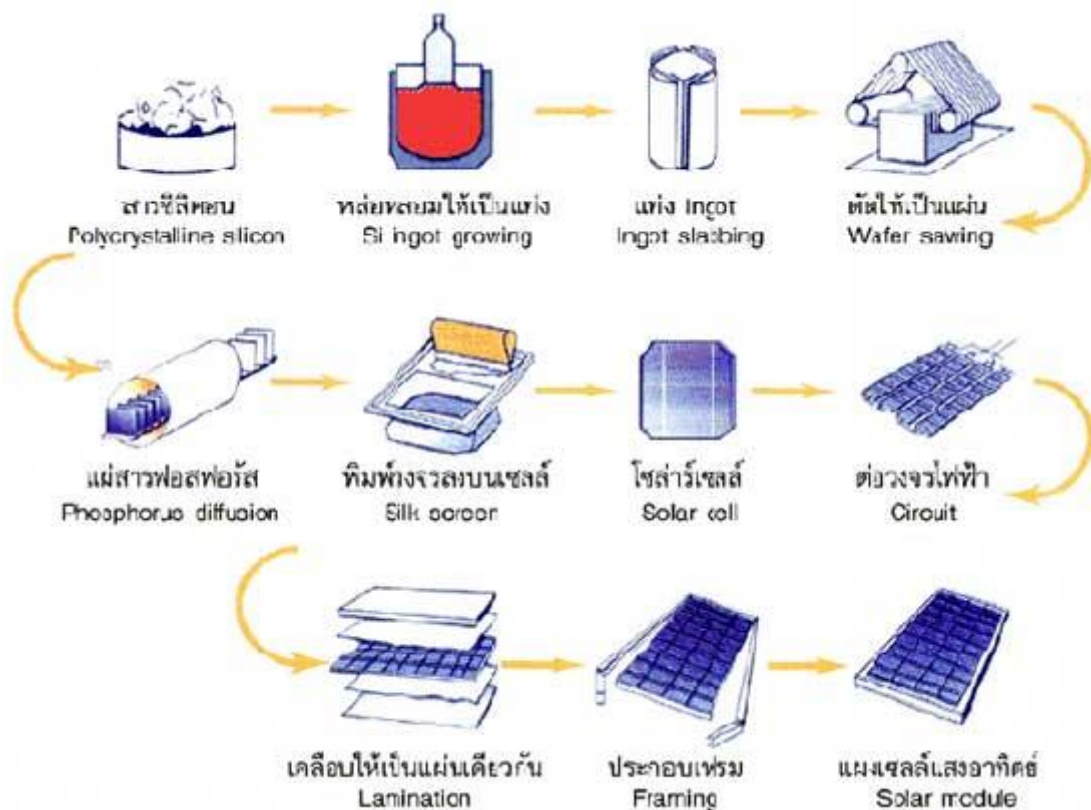 สารซิลิคอน
Polycrystalline silicon
หล่อหลอมให้เป็นแท่ง
Si ingot growing
แท่ง Ingot
Ingot slabbing
ตัดให้เป็นแผ่น
Wafer sawing
แผ่สารฟอสฟอรัส
Phosphorus diffusion
พิมพ์วงจรลงบนเซลล์
Silk screen
โซล่าร์เซลล์
Solar cell
ต่อวงจรไฟฟ้า
Circuit
เคลือบให้เป็นแผ่นเดียวกัน
Lamination
ประกอบเฟรม
Framing
แผงเซลล์แสงอาทิตย์
Solar module